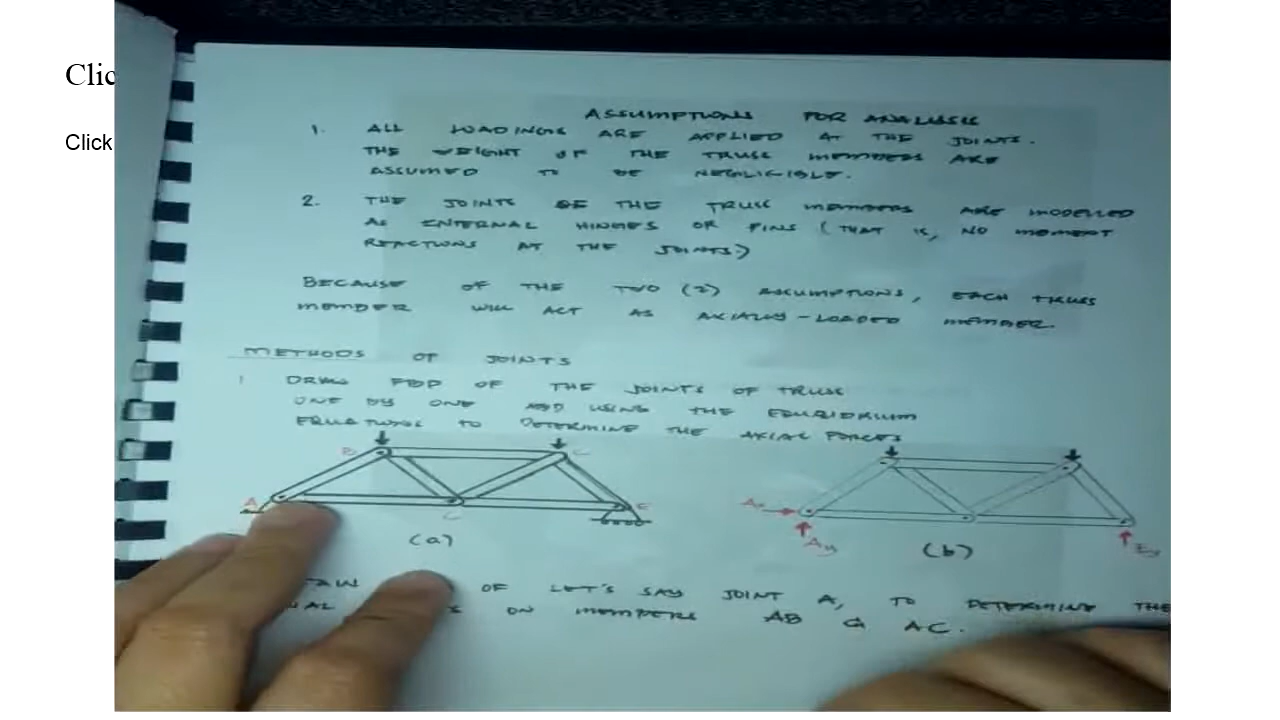 Clic
Click
ASSUMPTIONS FOR ANALYSIS
1. ALL LOADINGS ARE APPLIED AT THE JOINTS.
THE WEIGHT OF THE TRUSS MEMBERS ARE
ASSUMED TO BE NEGLIGIBLE.
2. THE JOINTS OF THE TRUSS MEMBERS ARE MODELLED
AS INTERNAL HINGES OR PINS (THAT IS, NO MOMENT
REACTIONS AT THE JOINTS)
BECAUSE OF THE TWO (2) ASSUMPTIONS, EACH TRUSS
MEMBER WILL ACT AS AXIALLY-LOADED MEMBER.
METHODS OF JOINTS
1 DRAW FBD OF THE JOINTS OF TRUSS
ONE BY ONE AND USING THE EQUILIBRIUM
EQUATIONS TO DETERMINE THE AXIAL FORCES
B C
A C E
Ax
Ay Ey
(a) (b)
OF LET'S SAY JOINT A, TO DETERMINE THE
ON MEMBERS AB & AC.